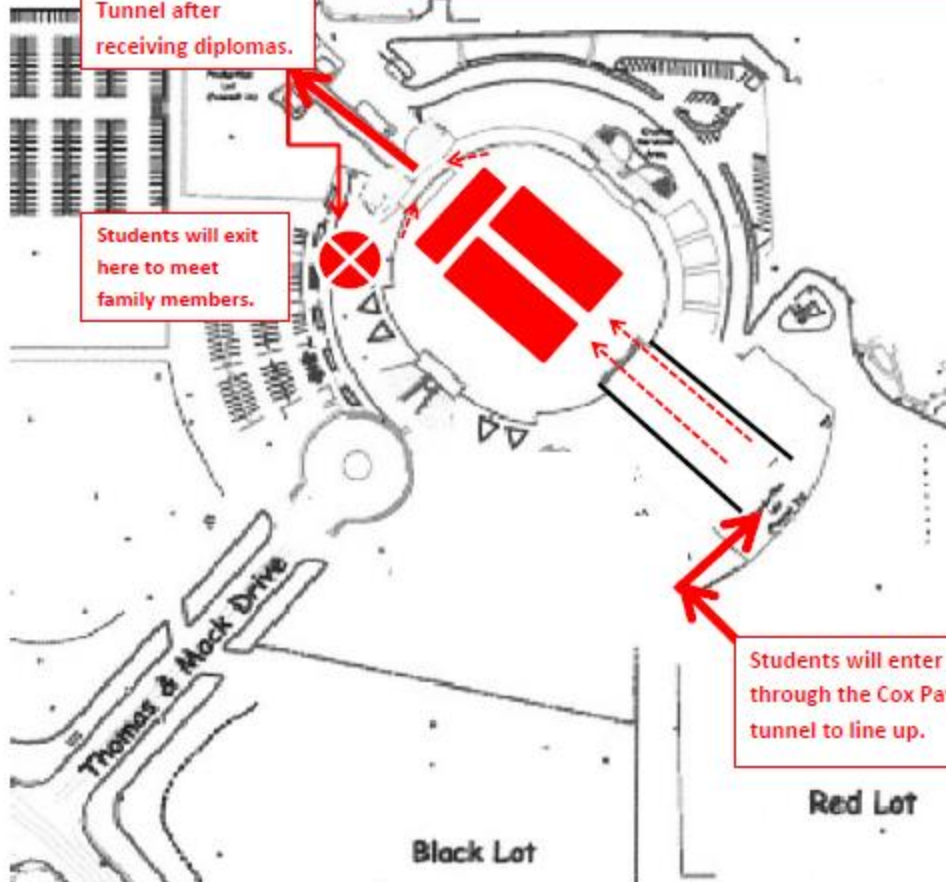 Tunnel after
receiving diplomas.
Students will exit
here to meet
family members.
Thomas & Mack Drive
Students will enter
through the Cox Pa
tunnel to line up.
Red Lot
Black Lot